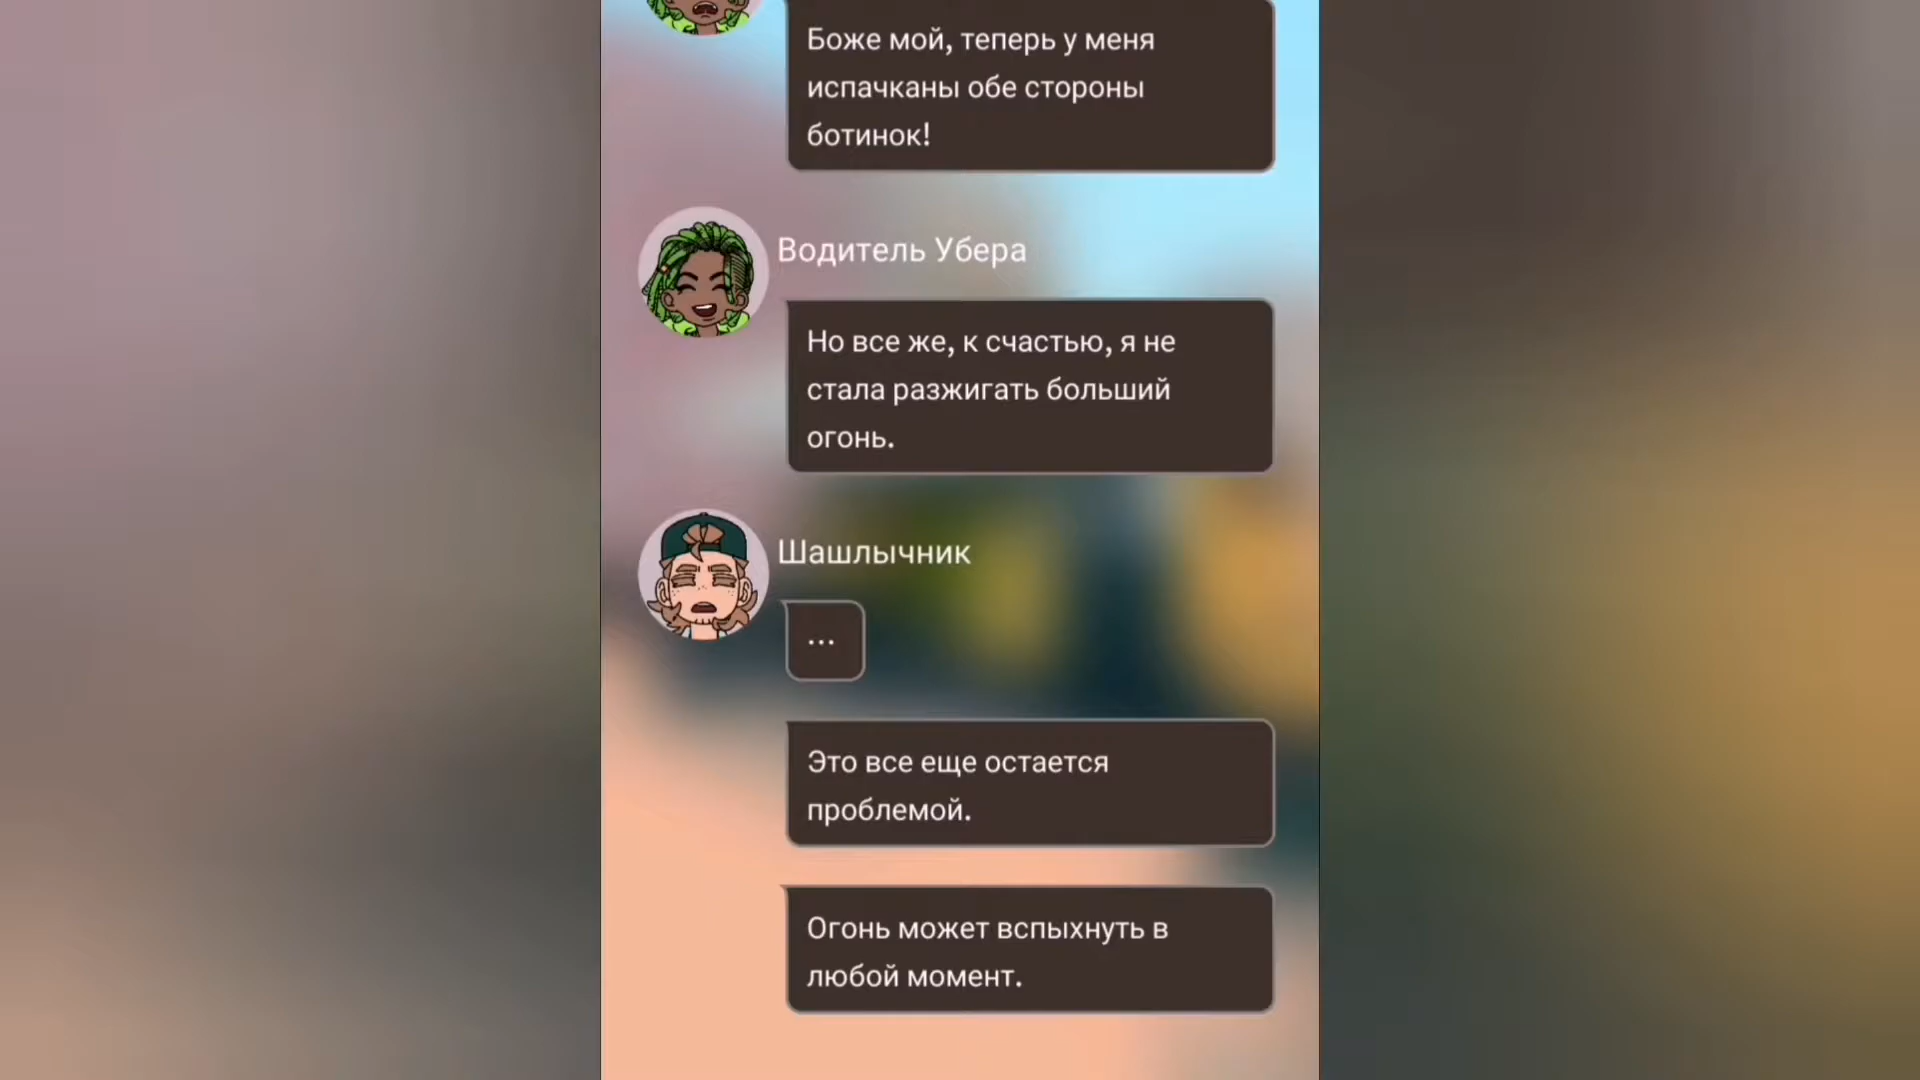 Боже мой, теперь у меня
испачканы обе стороны
ботинок!
Водитель Убера
Но все же, к счастью, я не
стала разжигать больший
огонь.
Шашлычник
...
Это все еще остается
проблемой.
Огонь может вспыхнуть в
любой момент.